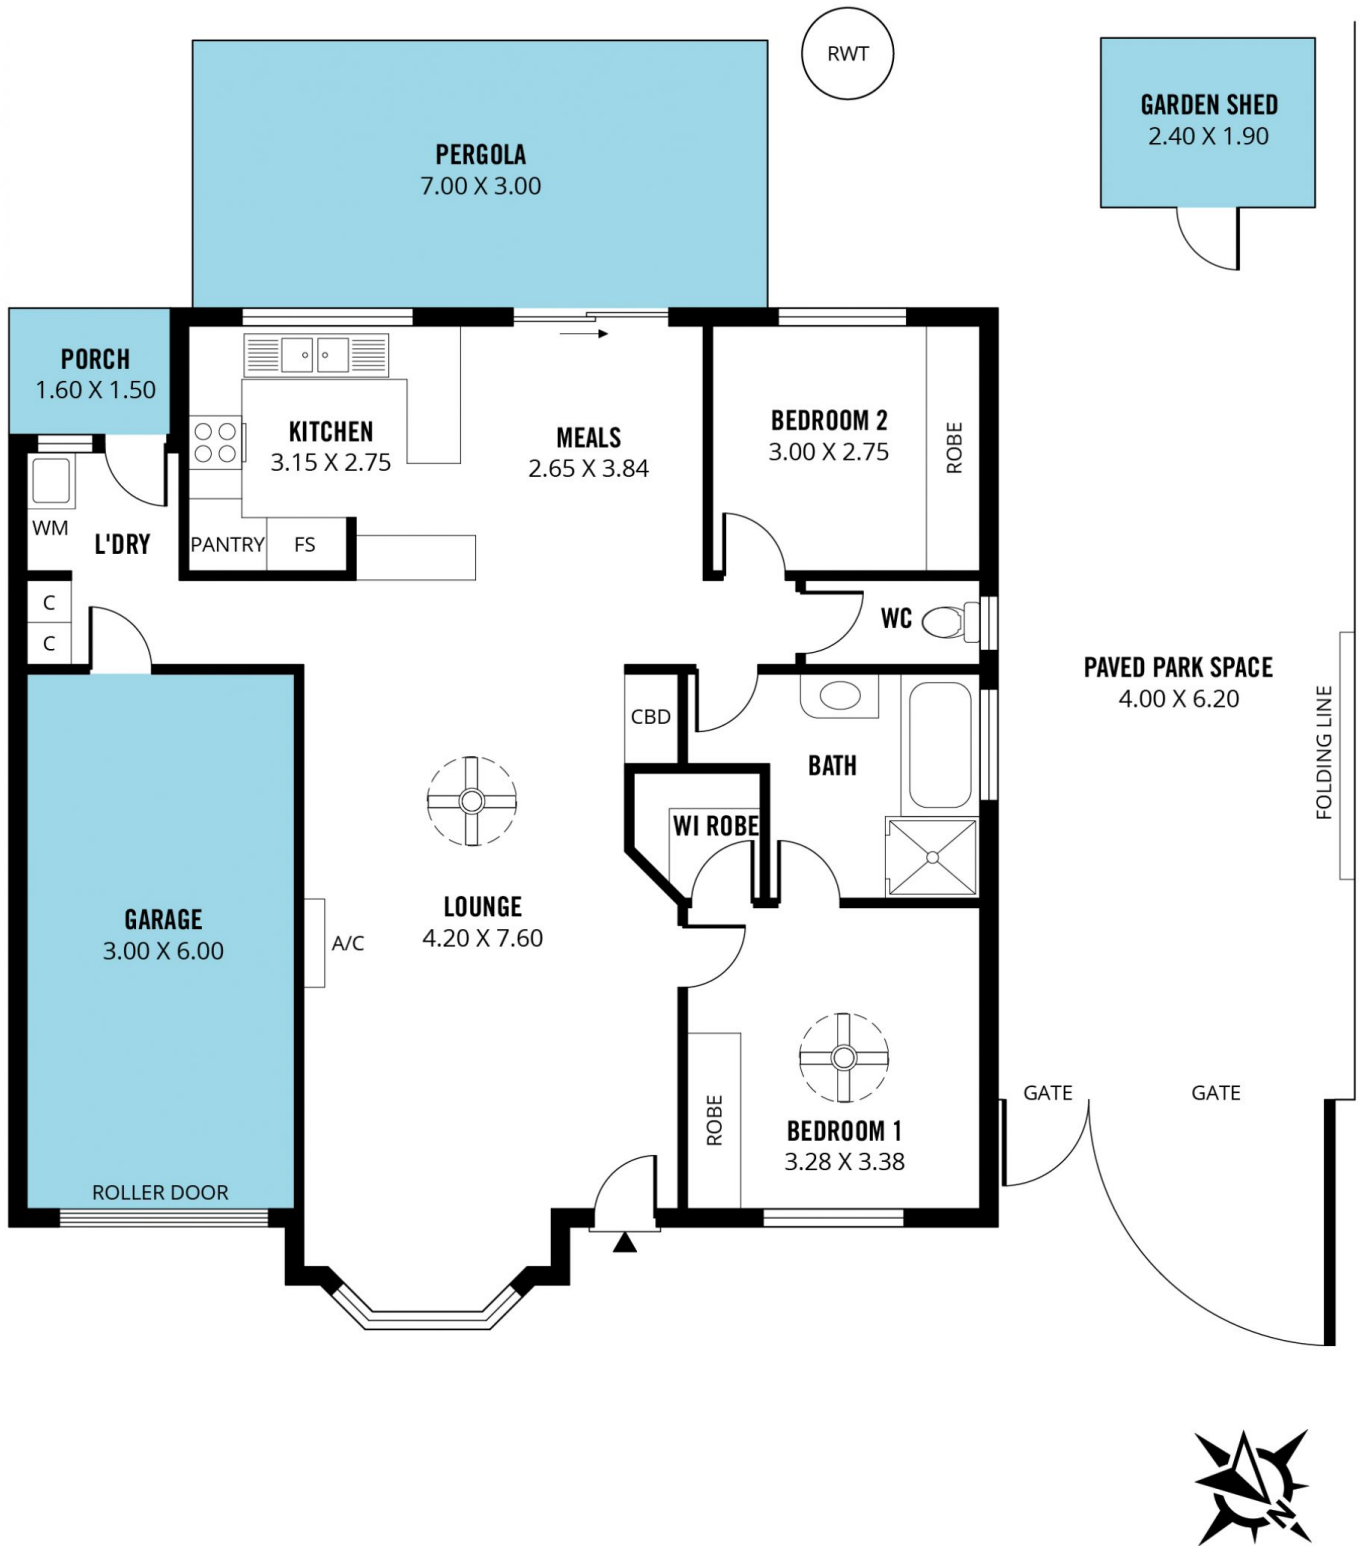 RWT
GARDEN SHED
2.40 X 1.90
PERGOLA
7.00 X 3.00
PORCH
1.60 X 1.50
KITCHEN
3.15 X 2.75
MEALS
2.65 X 3.84
BEDROOM 2
3.00 X 2.75
ROBE
WM
L'DRY
PANTRY
FS
C
C
WC
PAVED PARK SPACE
4.00 X 6.20
FOLDING LINE
CBD
BATH
WI ROBE
LOUNGE
4.20 X 7.60
GARAGE
3.00 X 6.00
A/C
ROBE
BEDROOM 1
3.28 X 3.38
GATE
GATE
ROLLER DOOR
N